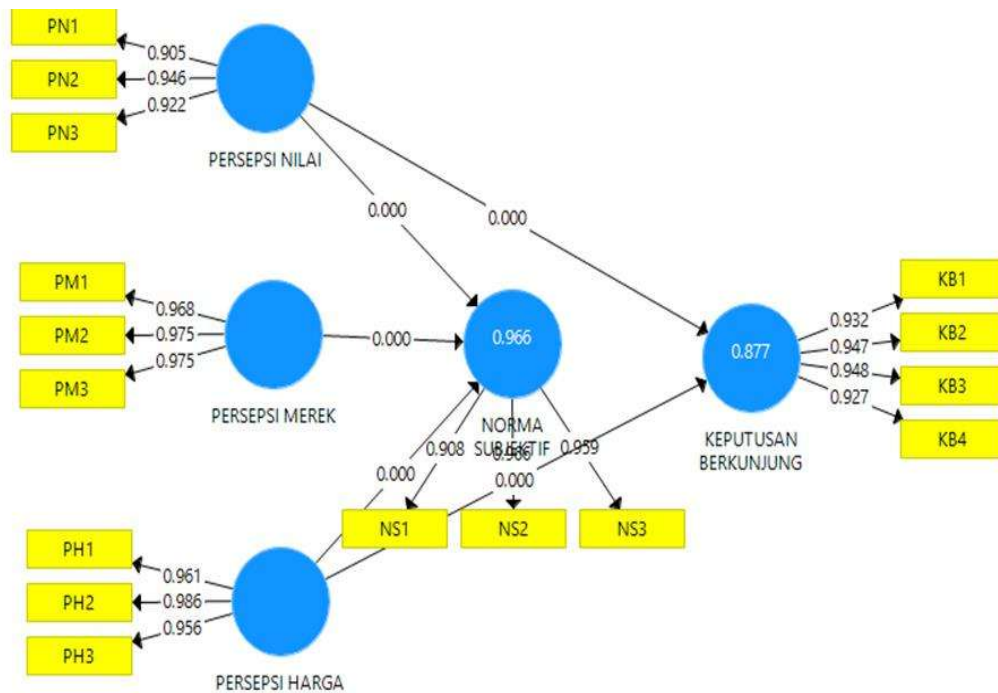 PN1
0.905
PN2
0.946
0.922
PN3
PERSEPSI NILAI
0.000
0.000
PM1
0.968
PM2
0.975
0.975
PM3
PERSEPSI MEREK
0.000
0.966
NORMA
SUBJEKTIF
0.908
0.966
0.959
0.000
0.000
NS1
NS2
NS3
0.877
KEPUTUSAN
BERKUNJUNG
KB1
0.932
KB2
0.947
0.948
KB3
0.927
KB4
PH1
0.961
PH2
0.986
0.956
PH3
PERSEPSI HARGA